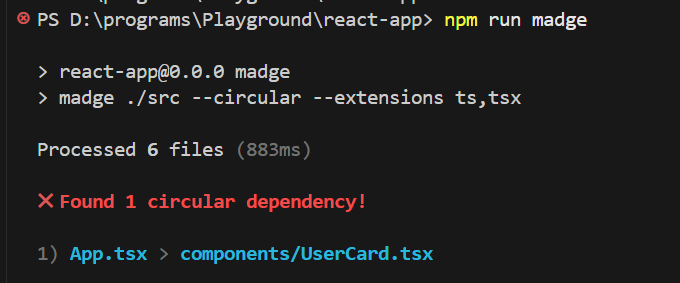 PS D:\programs\Playground\react-app> npm run madge
> react-app@0.0.0 madge
> madge ./src --circular --extensions ts,tsx
Processed 6 files (883ms)
✖ Found 1 circular dependency!
1) App.tsx > components/UserCard.tsx